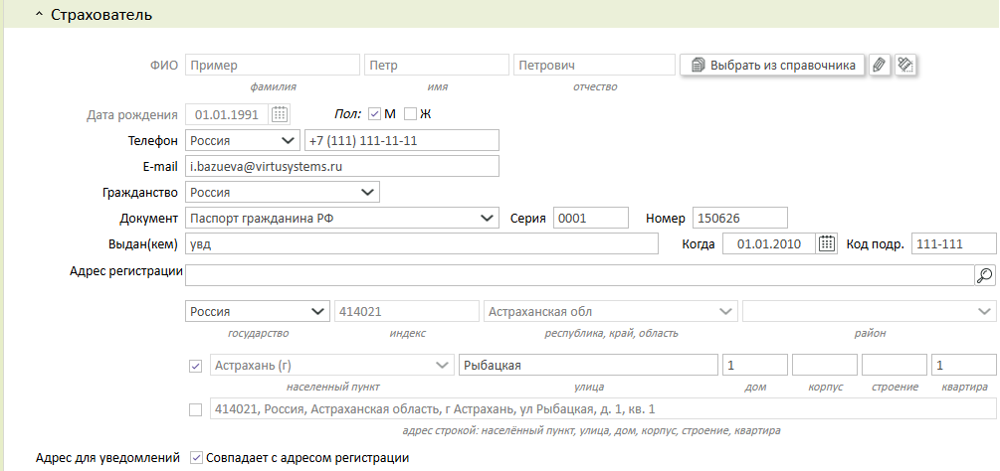 Страхователь
ФИО Пример Петр Петрович Выбрать из справочника
фамилия имя отчество
Дата рождения 01.01.1991 Пол: М Ж
Телефон Россия +7 (111) 111-11-11
E-mail i.bazueva@virtusystems.ru
Гражданство Россия
Документ Паспорт гражданина РФ Серия 0001 Номер 150626
Выдан(кем) увд Когда 01.01.2010 Код подр. 111-111
Адрес регистрации
Россия 414021 Астраханская обл
государство индекс республика, край, область район
Астрахань (г) Рыбацкая 1 1
населенный пункт улица дом корпус строение квартира
414021, Россия, Астраханская область, г Астрахань, ул Рыбацкая, д. 1, кв. 1
адрес строкой: населённый пункт, улица, дом, корпус, строение, квартира
Адрес для уведомлений Совпадает с адресом регистрации